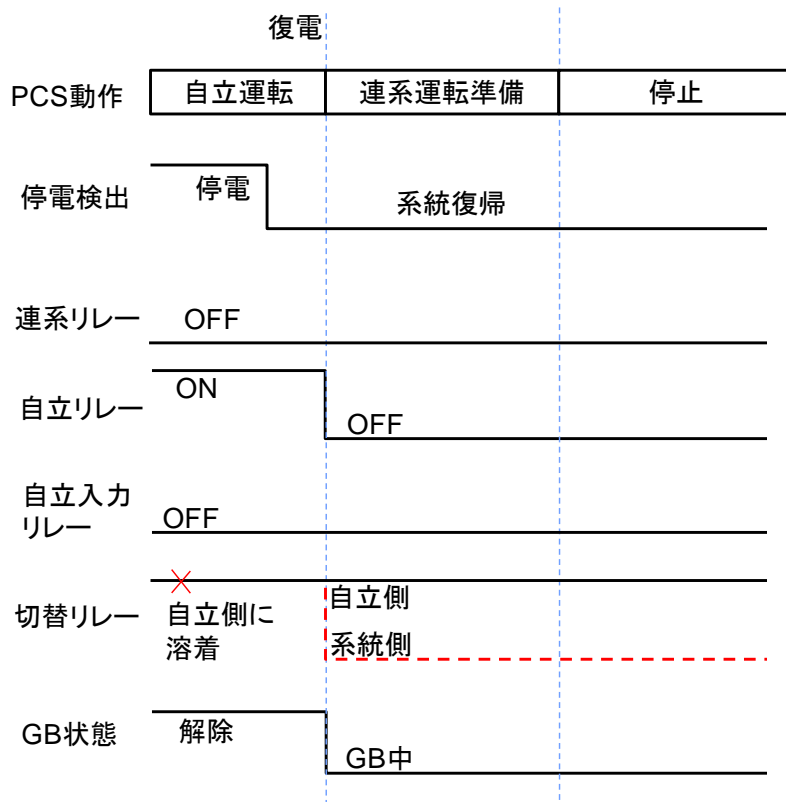 復電
PCS動作
自立運転
連系運転準備
停止
停電検出
停電
系統復帰
連系リレー
OFF
自立リレー
ON
OFF
自立入力
リレー
OFF
切替リレー
自立側に
溶着
自立側
系統側
GB状態
解除
GB中